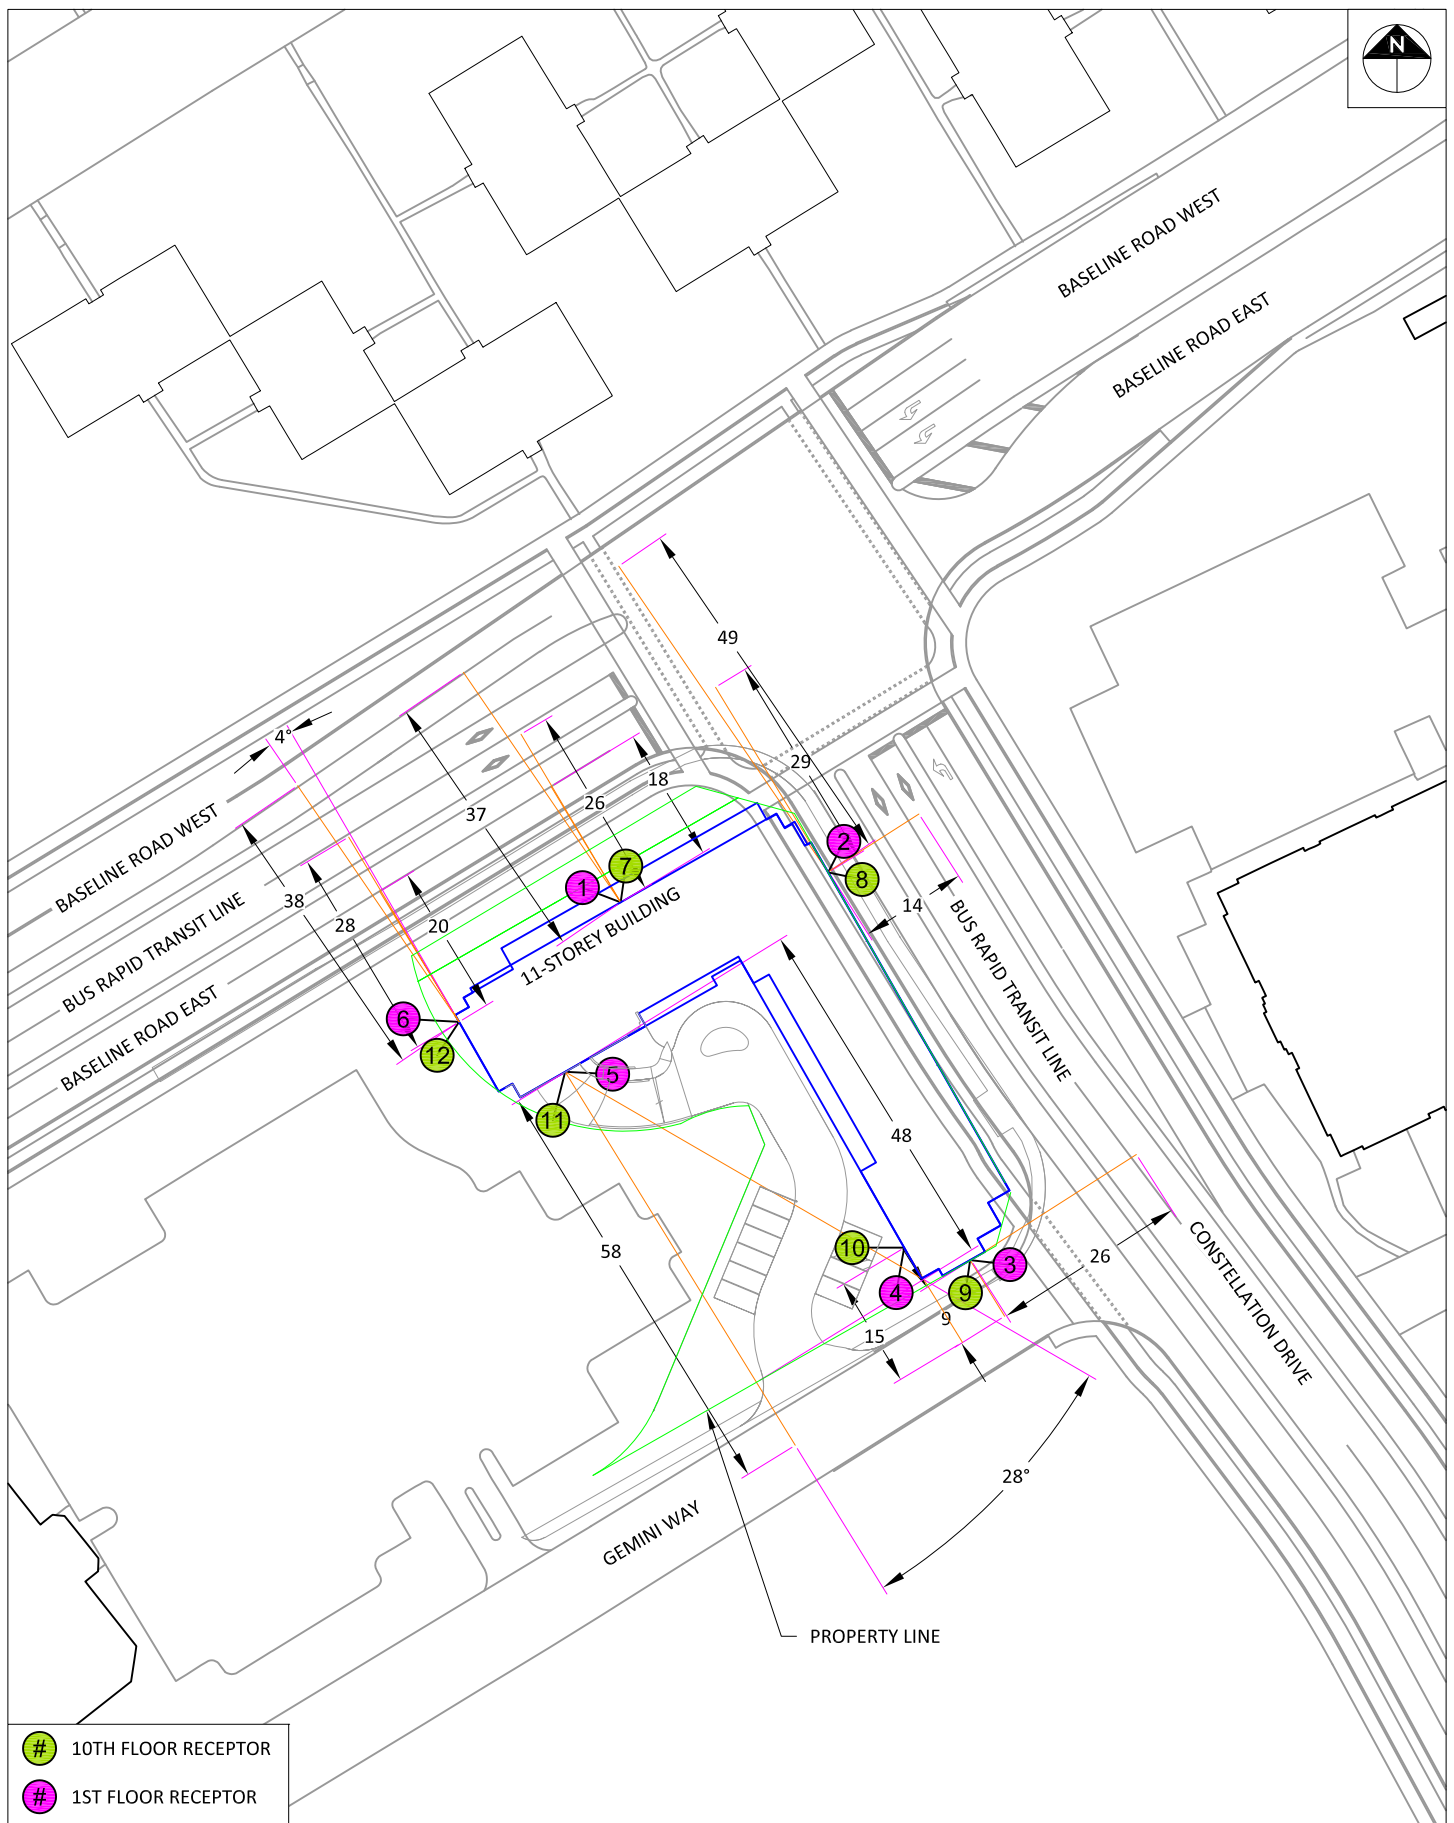 N
BASELINE ROAD WEST
BASELINE ROAD EAST
49
4°
29
18
26
37
BASELINE ROAD WEST
2
7
1
8
38
28
20
14
11-STOREY BUILDING
BUS RAPID TRANSIT LINE
BUS RAPID TRANSIT LINE
6
BASELINE ROAD EAST
12
5
11
48
10
58
26
3
4
9
9
15
CONSTELLATION DRIVE
28°
GEMINI WAY
PROPERTY LINE
# 10TH FLOOR RECEPTOR
# 1ST FLOOR RECEPTOR